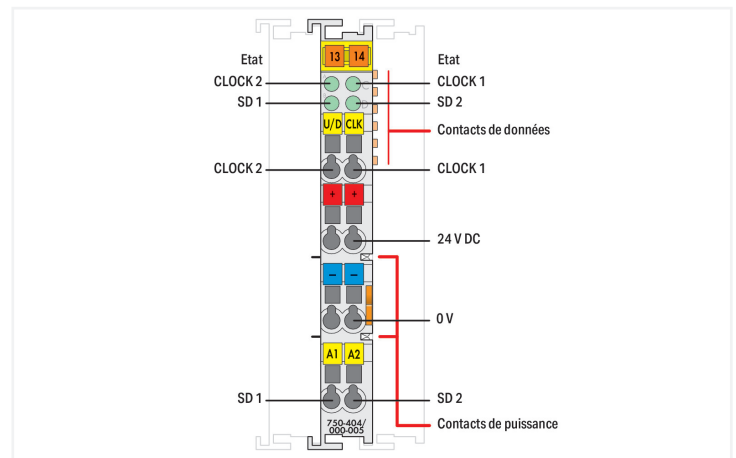 13 14
Etat Etat
CLOCK 2 CLOCK 1
SD 1 SD 2
U/D CLK
Contacts de données
CLOCK 2 CLOCK 1
+ +
24 V DC
− −
0 V
A1 A2
SD 1 SD 2
750-404/
000-005
Contacts de puissance